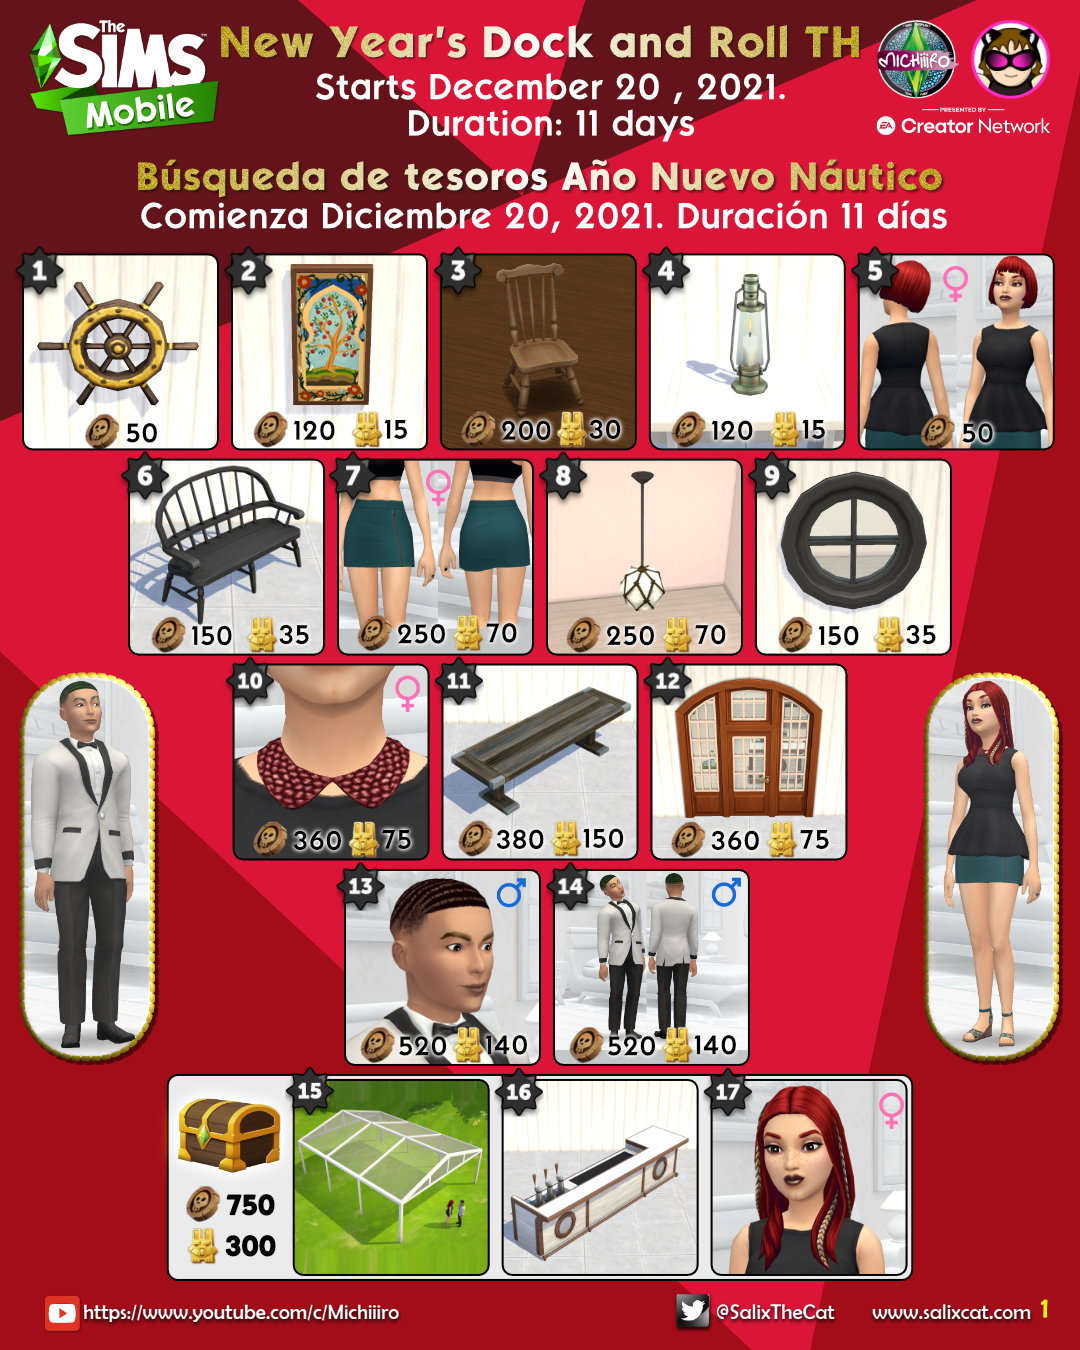 The
SIMS
Mobile
New Year's Dock and Roll TH
Starts December 20 , 2021.
Duration: 11 days
MICHIIIRO
PRESENTED BY
EA Creator Network
Búsqueda de tesoros Año Nuevo Náutico
Comienza Diciembre 20, 2021. Duración 11 días
1
50
2
120 15
3
200 30
4
120 15
5
50
6
150 35
7
250 70
8
250 70
9
150 35
10
360 75
11
380 150
12
360 75
13
520 140
14
520 140
750
300
15
16
17
https://www.youtube.com/c/Michiiiro
@SalixTheCat
www.salixcat.com
1